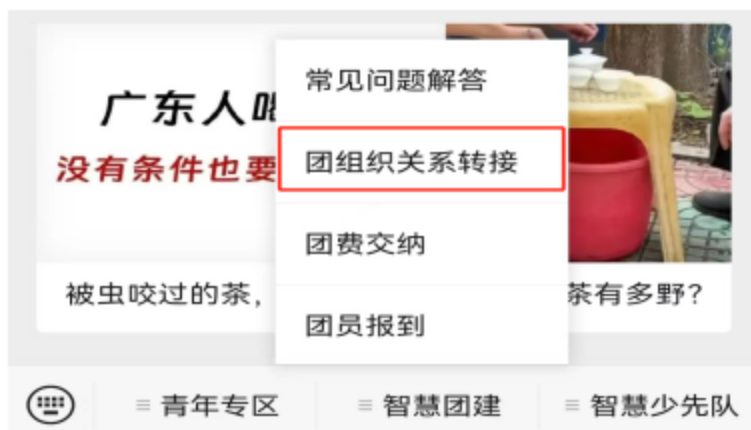 广东人喝
没有条件也要
常见问题解答
团组织关系转接
团费交纳
团员报到
被虫咬过的茶,
茶有多野?
青年专区
智慧团建
智慧少先队